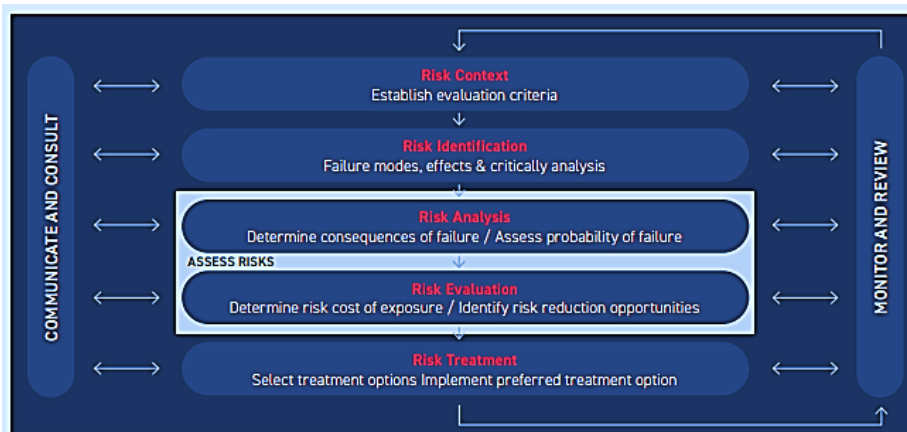 COMMUNICATE AND CONSULT
Risk Context
Establish evaluation criteria
Risk Identification
Failure modes, effects & critically analysis
Risk Analysis
Determine consequences of failure / Assess probability of failure
ASSESS RISKS
Risk Evaluation
Determine risk cost of exposure / Identify risk reduction opportunities
Risk Treatment
Select treatment options Implement preferred treatment option
MONITOR AND REVIEW